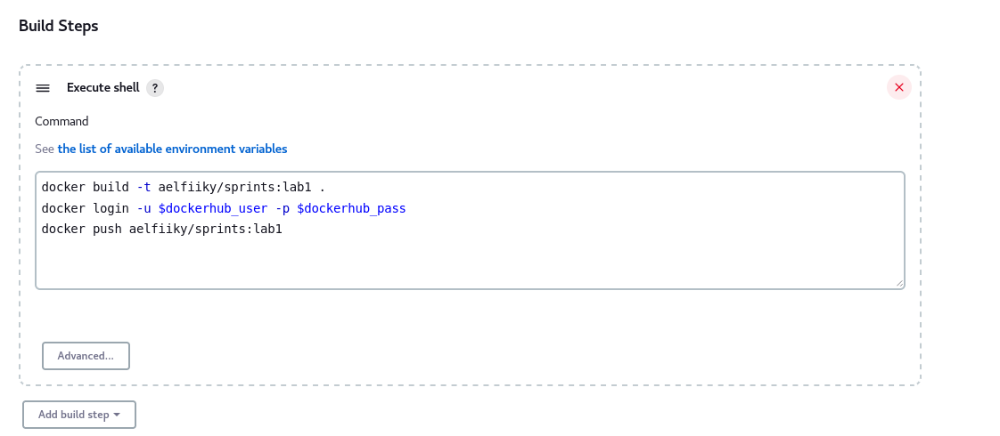 Build Steps
Execute shell ?
Command
See the list of available environment variables
docker build -t aelfiiky/sprints:lab1 .
docker login -u $dockerhub_user -p $dockerhub_pass
docker push aelfiiky/sprints:lab1
Advanced...
Add build step